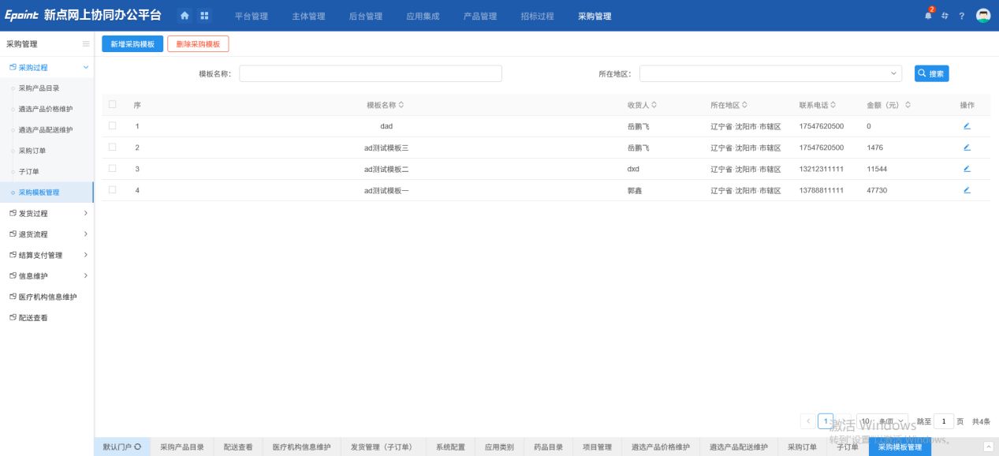 Epoint 新点网上协同办公平台 平台管理 主体管理 后台管理 应用集成 产品管理 招标过程 采购管理 2 ?
采购管理
采购过程
采购产品目录
遴选产品价格维护
遴选产品配送维护
采购订单
子订单
采购模板管理
发货过程
退货流程
结算支付管理
信息维护
医疗机构信息维护
配送查看
新增采购模板 删除采购模板
模板名称: 所在地区: 搜索
序 模板名称 收货人 所在地区 联系电话 金额（元） 操作
1 dad 岳鹏飞 辽宁省·沈阳市·市辖区 17547620500 0
2 ad测试模板三 岳鹏飞 辽宁省·沈阳市·市辖区 17547620500 1476
3 ad测试模板二 dxd 辽宁省·沈阳市·市辖区 13212311111 11544
4 ad测试模板一 郭鑫 辽宁省·沈阳市·市辖区 13788811111 47730
1 10 条/页 跳至 1 页 共4条
激活 Windows
转到"设置"以激活 Windows。
默认门户 采购产品目录 配送查看 医疗机构信息维护 发货管理（子订单） 系统配置 应用类别 药品目录 项目管理 遴选产品价格维护 遴选产品配送维护 采购订单 子订单 采购模板管理